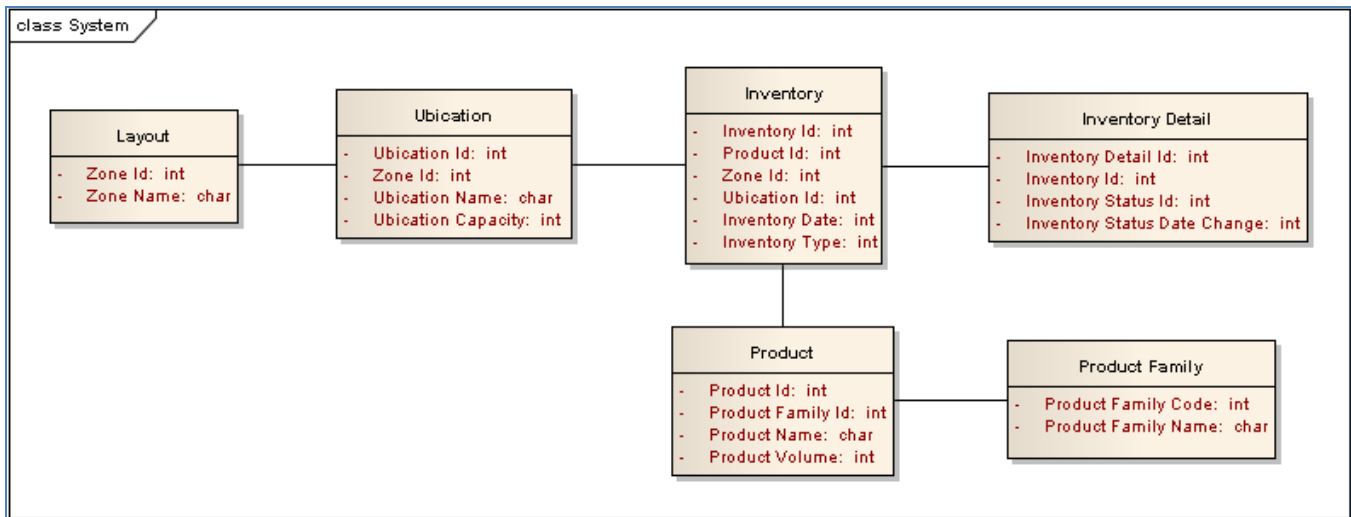 class System
Layout
- Zone Id: int
- Zone Name: char
Ubication
- Ubication Id: int
- Zone Id: int
- Ubication Name: char
- Ubication Capacity: int
Inventory
- Inventory Id: int
- Product Id: int
- Zone Id: int
- Ubication Id: int
- Inventory Date: int
- Inventory Type: int
Inventory Detail
- Inventory Detail Id: int
- Inventory Id: int
- Inventory Status Id: int
- Inventory Status Date Change: int
Product
- Product Id: int
- Product Family Id: int
- Product Name: char
- Product Volume: int
Product Family
- Product Family Code: int
- Product Family Name: char